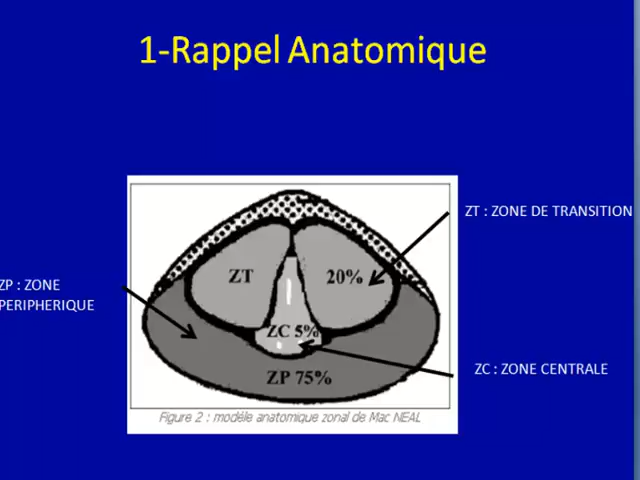 1-Rappel Anatomique
ZT : ZONE DE TRANSITION
ZP : ZONE
PERIPHERIQUE
ZT
20%
ZC 5%
ZC : ZONE CENTRALE
ZP 75%
Figure 2 : modéle anatomique zonal de Mac NEAL